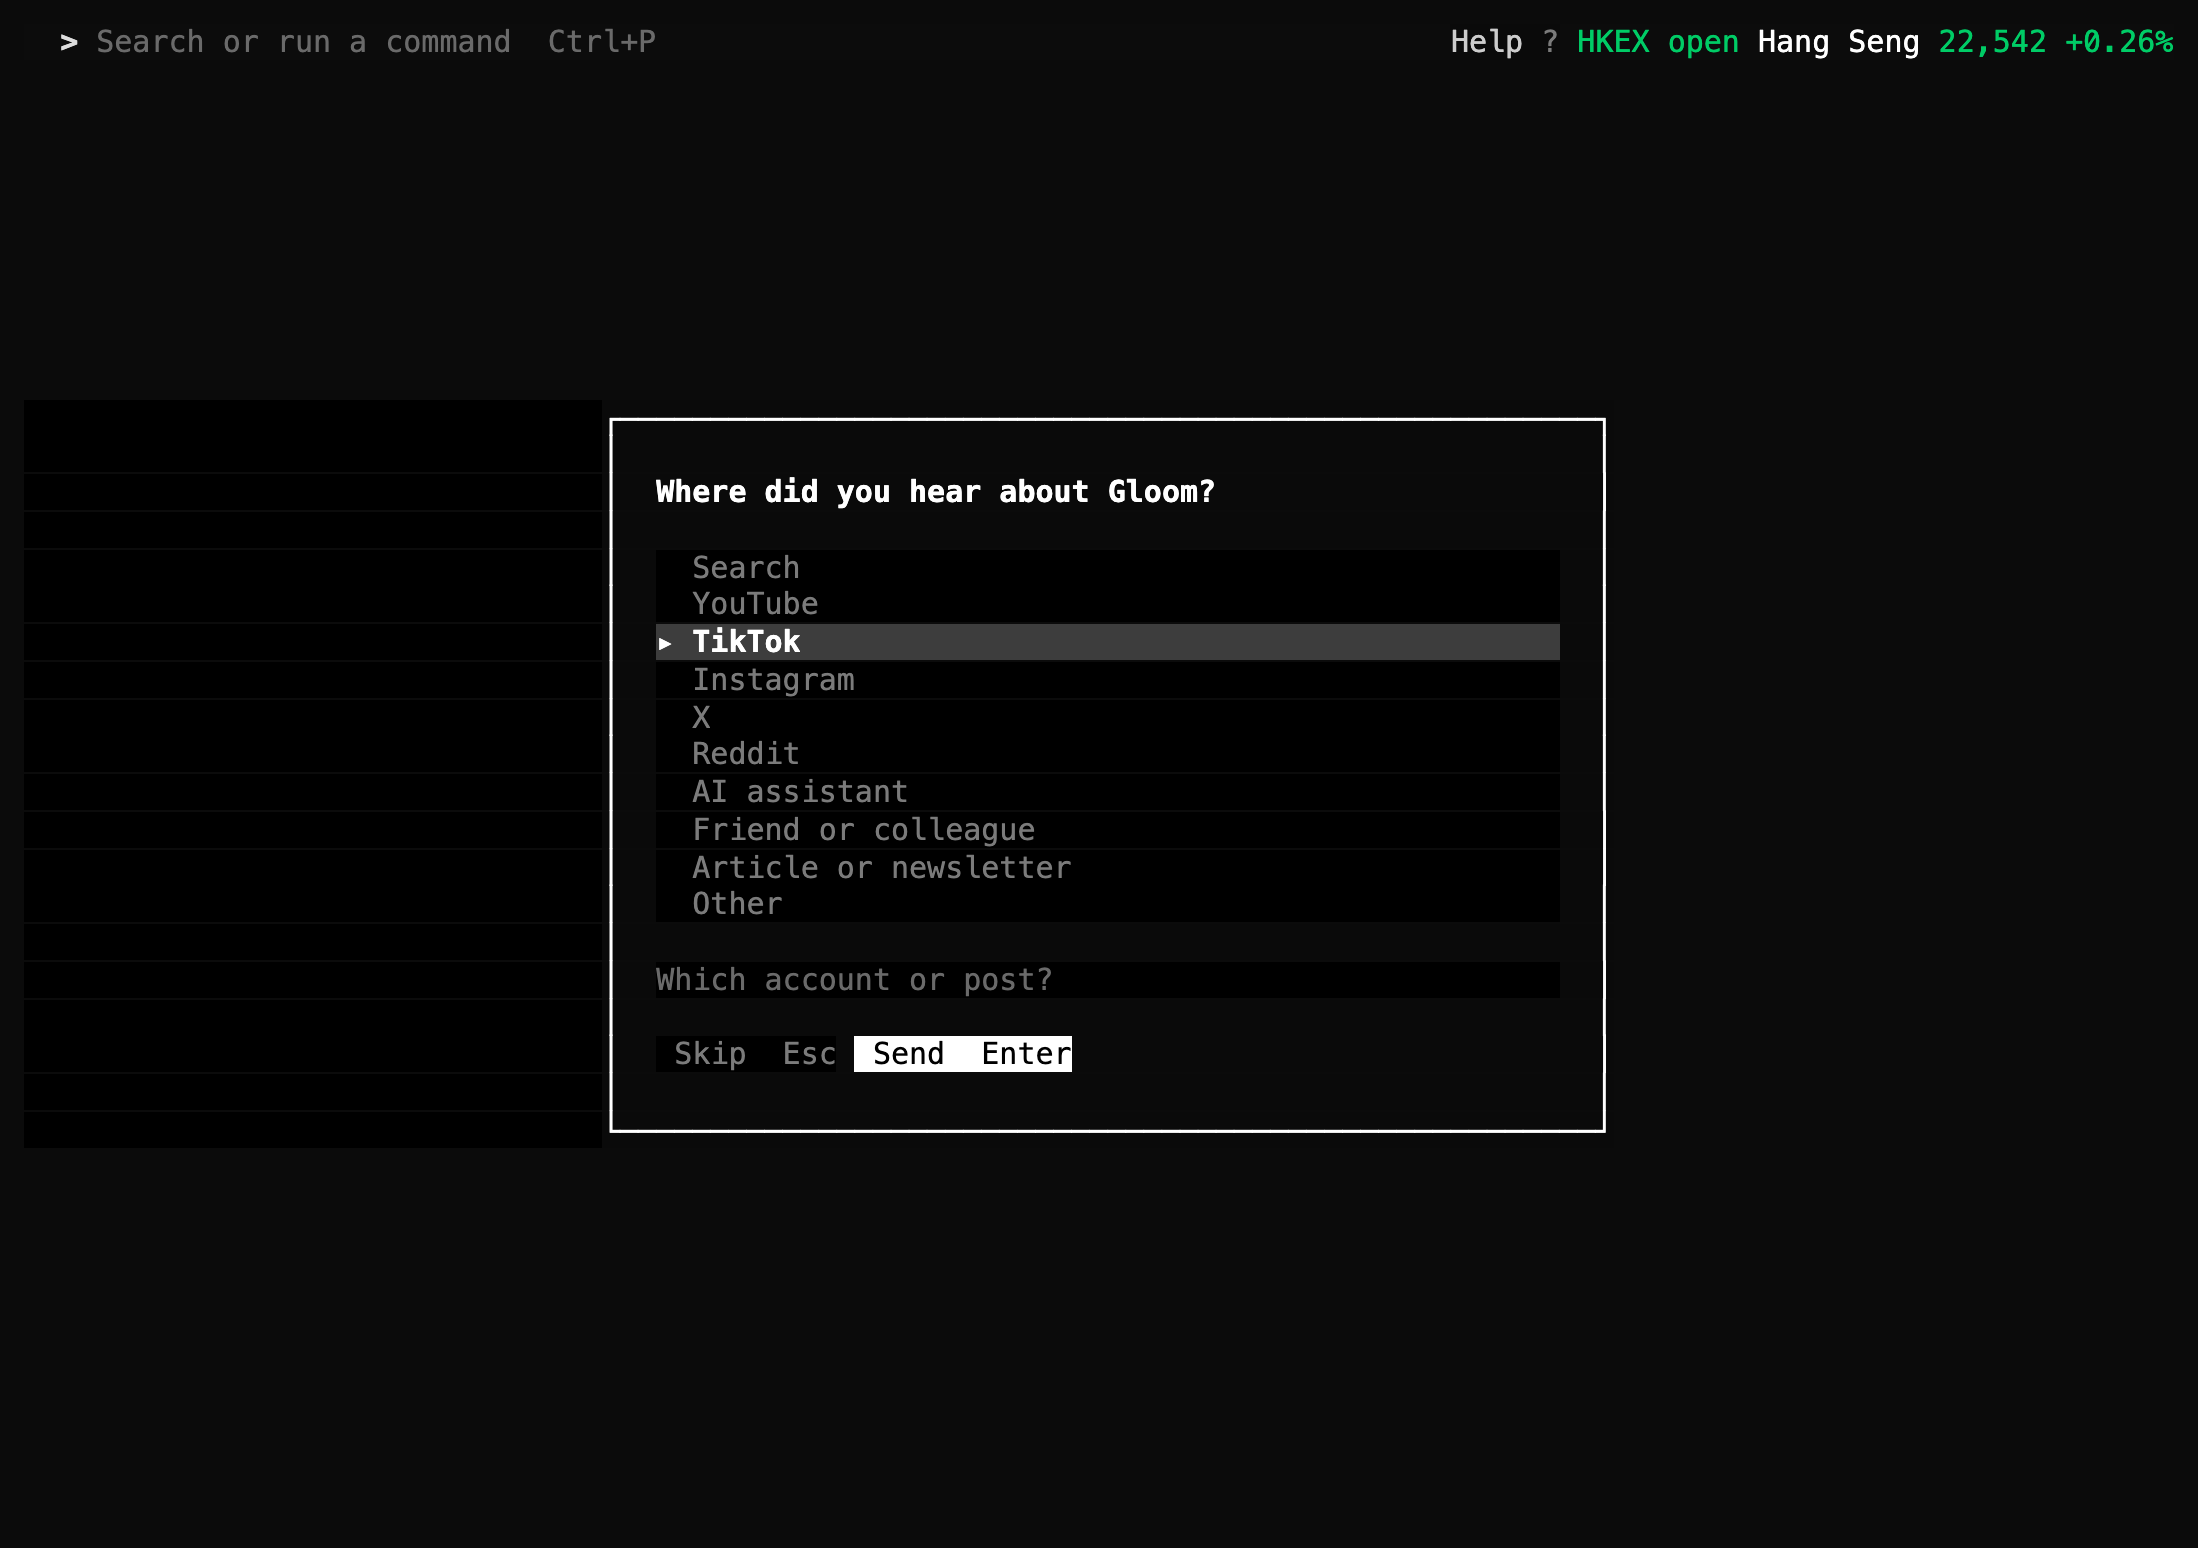 > Search or run a command  Ctrl+P
Help ? HKEX open Hang Seng 22,542 +0.26%
Where did you hear about Gloom?
Search
YouTube
▶ TikTok
Instagram
X
Reddit
AI assistant
Friend or colleague
Article or newsletter
Other
Which account or post?
Skip  Esc  Send  Enter